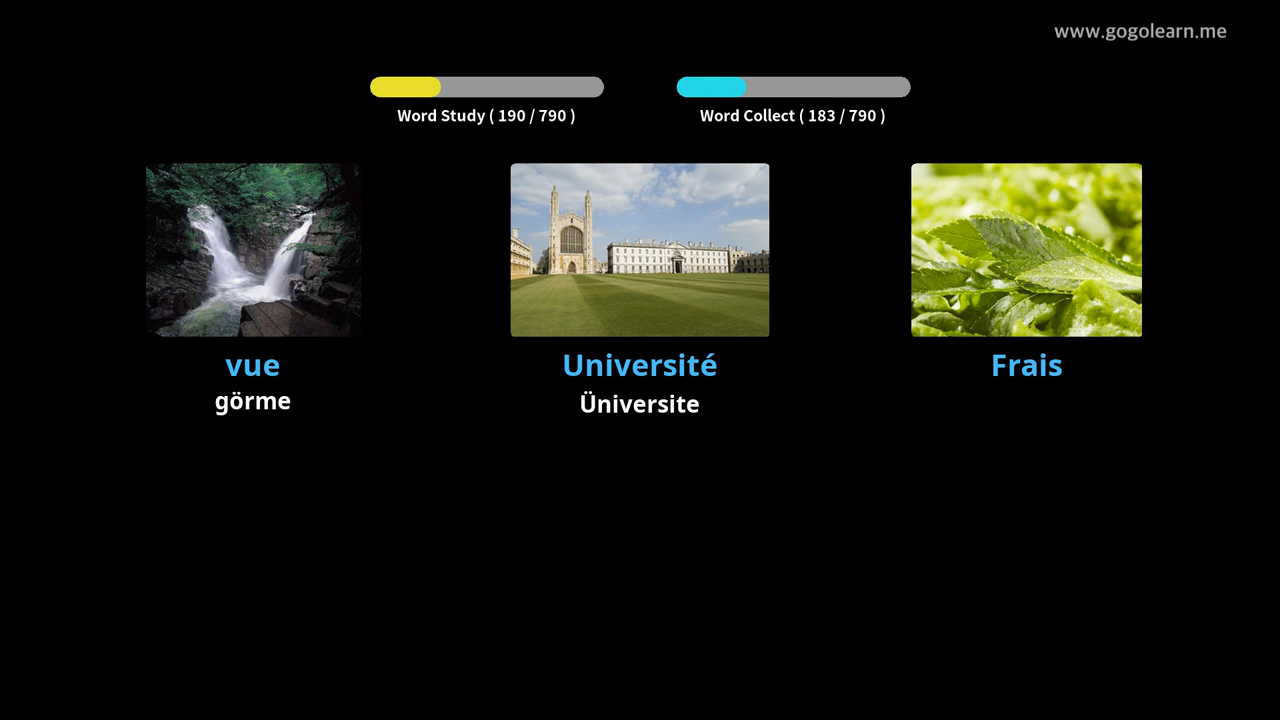 www.gogolearn.me
Word Study ( 190 / 790 )
Word Collect ( 183 / 790 )
vue
görme
Université
Üniversite
Frais